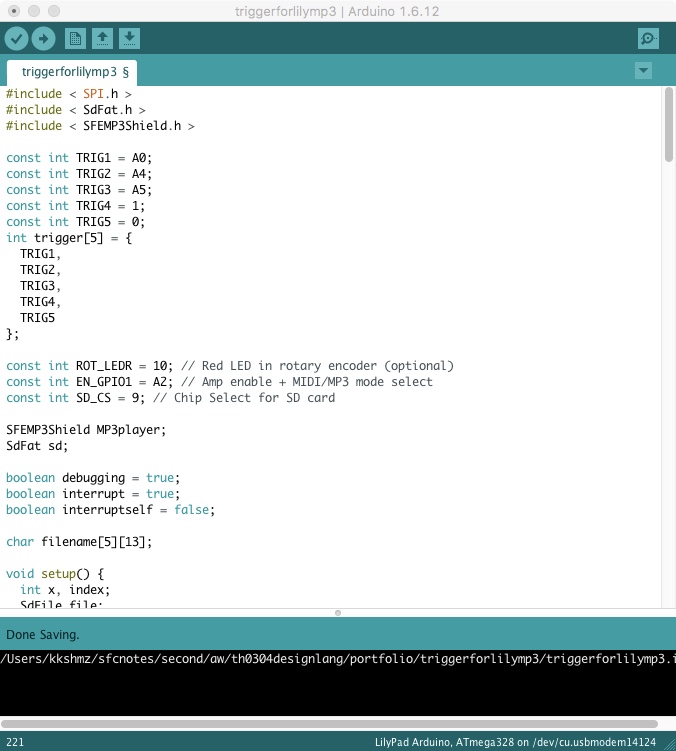 triggerforlilymp3 | Arduino 1.6.12
triggerforlilymp3 §
#include < SPI.h >
#include < SdFat.h >
#include < SFEMP3Shield.h >
const int TRIG1 = A0;
const int TRIG2 = A4;
const int TRIG3 = A5;
const int TRIG4 = 1;
const int TRIG5 = 0;
int trigger[5] = {
TRIG1,
TRIG2,
TRIG3,
TRIG4,
TRIG5
};
const int ROT_LEDR = 10; // Red LED in rotary encoder (optional)
const int EN_GPIO1 = A2; // Amp enable + MIDI/MP3 mode select
const int SD_CS = 9; // Chip Select for SD card
SFEMP3Shield MP3player;
SdFat sd;
boolean debugging = true;
boolean interrupt = true;
boolean interruptself = false;
char filename[5][13];
void setup() {
int x, index;
SdFile file;
Done Saving.
/Users/kkshmz/sfcnotes/second/aw/th0304designlang/portfolio/triggerforlilymp3/triggerforlilymp3.i
221
LilyPad Arduino, ATmega328 on /dev/cu.usbmodem14124